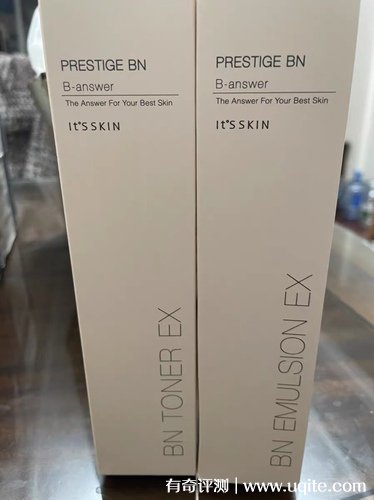 PRESTIGE BN
B-answer
The Answer For Your Best Skin
It'S SKIN
BN TONER EX
PRESTIGE BN
B-answer
The Answer For Your Best Skin
It'S SKIN
BN EMULSION EX
有奇评测 | www.uqite.com